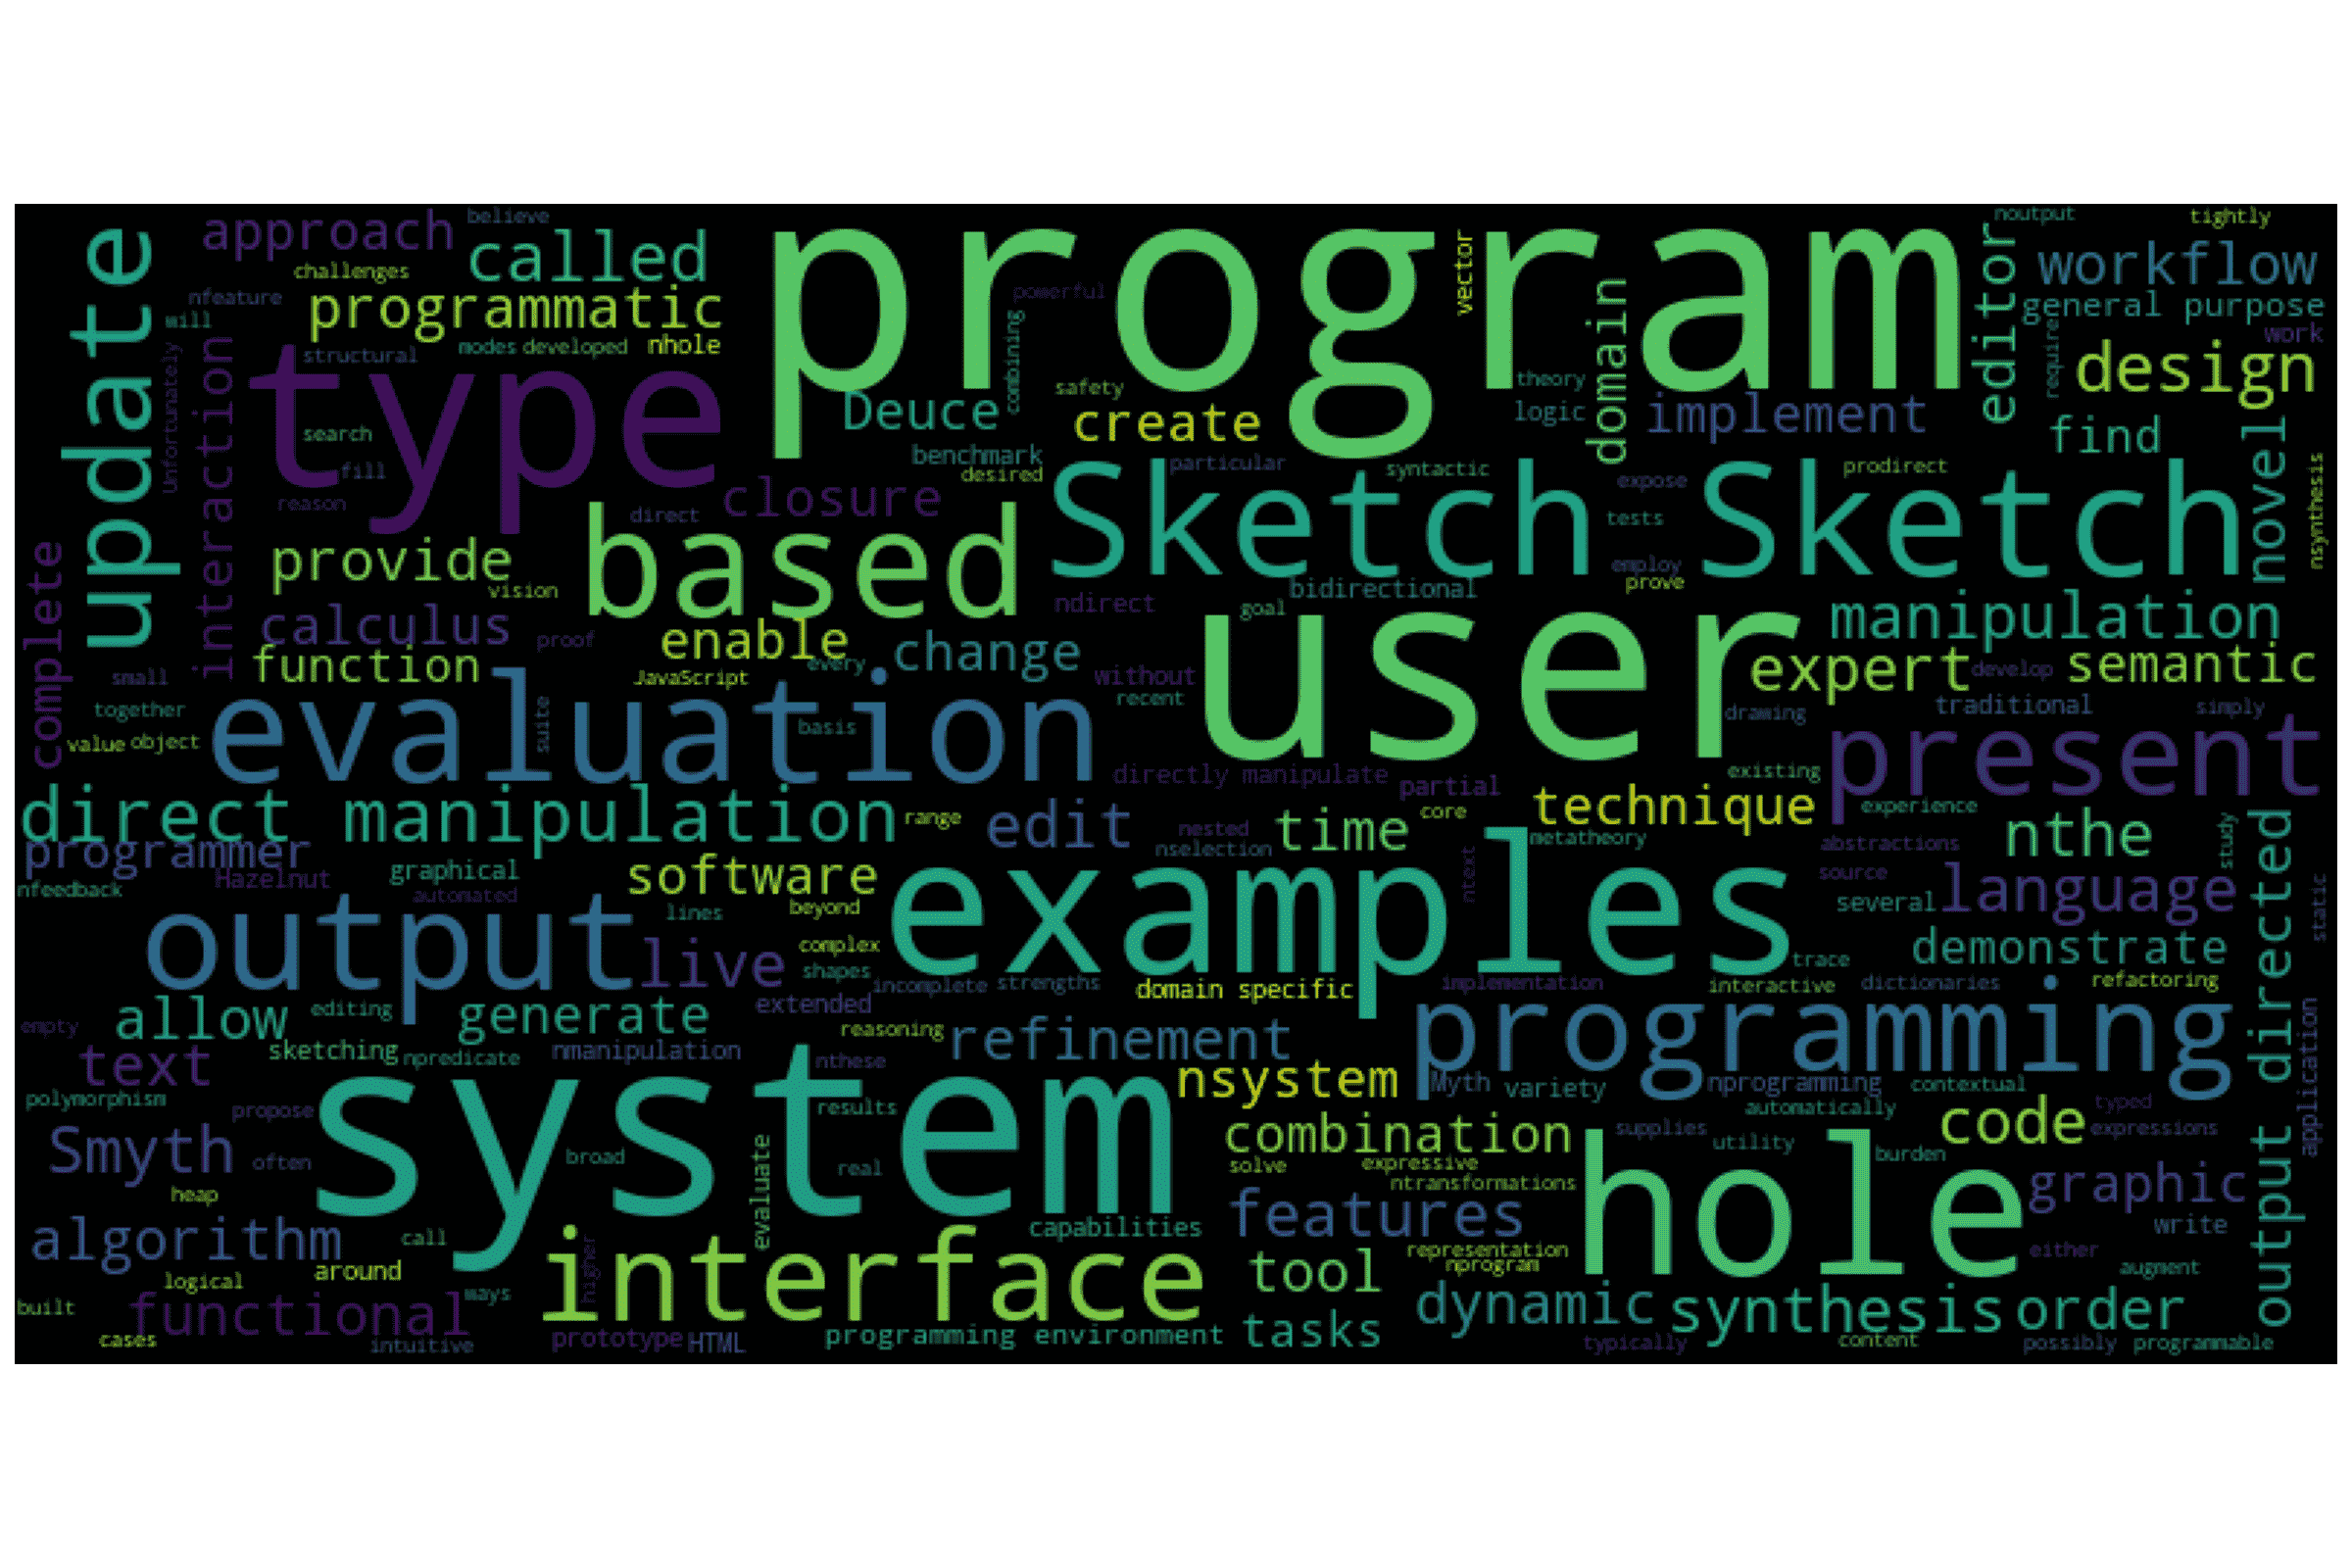 approach
believe
program
noutput
tightly
update
challenges
called
vector
editor
workflow
nfeature
programmatic
powerful
domain
general purpose
will
interaction
type
structural
modes
developed
nhole
combining
require
work
Unfortunately
Deuce
safety
create
theory
logic
implement
design
find
search
fill
reason
benchmark
desired
closure
particular
Sketch Sketch
syntactic
expose
prodirect
novel
nsynthesis
direct
based
tests
complete
provide
vision
ndirect
goal
bidirectional
employ
prove
calculus
proof
enable
every
change
user
manipulation
function
JavaScript
without
recent
expert
develop
semantic
small
together
value
object
evaluation
suite
basis
drawing
traditional
simply
directly manipulate
partial
existing
present
direct manipulation
range
edit
time
core
technique
experience
nested
nselection
metatheory
abstractions
nthe
study
programmer
Hazelnut
graphical
software
examples
ntext
source
language
nfeedback
automated
beyond
lines
several
static
output
live
complex
shapes
incomplete
strengths
trace
demonstrate
output directed
extended
domain specific
implementation
interactive
dictionaries
refactoring
allow
editing
generate
reasoning
refinement
programming
empty
text
sketching
npredicate
nmanipulation
nthese
nsystem
Myth
variety
nprogramming
contextual
application
polymorphism
propose
system
results
automatically
typed
Smyth
often
broad
real
combination
supplies
utility
code
expressions
heap
evaluate
solve
expressive
ntransformations
hole
burden
graphic
algorithm
call
capabilities
features
write
logical
around
interface
higher
tool
representation
nprogram
either
augment
built
functional
ways
dynamic
synthesis
order
cases
intuitive
prototype
HTML
programming environment
tasks
typically
content
possibly
programmable